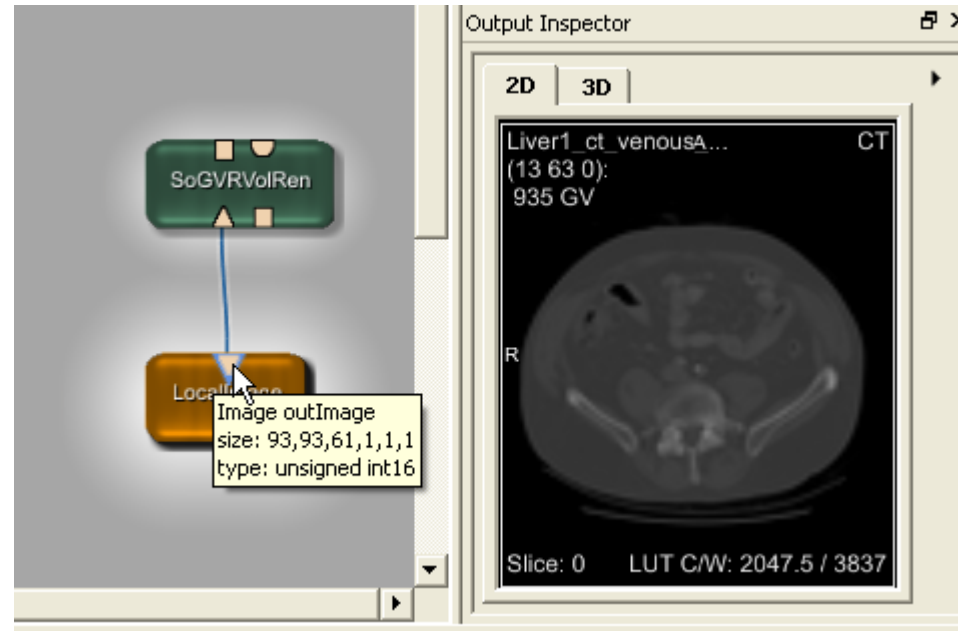 Output Inspector
2D 3D
Liver1_ct_venousA... CT
(13 63 0):
935 GV
SoGVRVolRen
R
Image outImage
size: 93,93,61,1,1,1
type: unsigned int16
Slice: 0 LUT C/W: 2047.5 / 3837